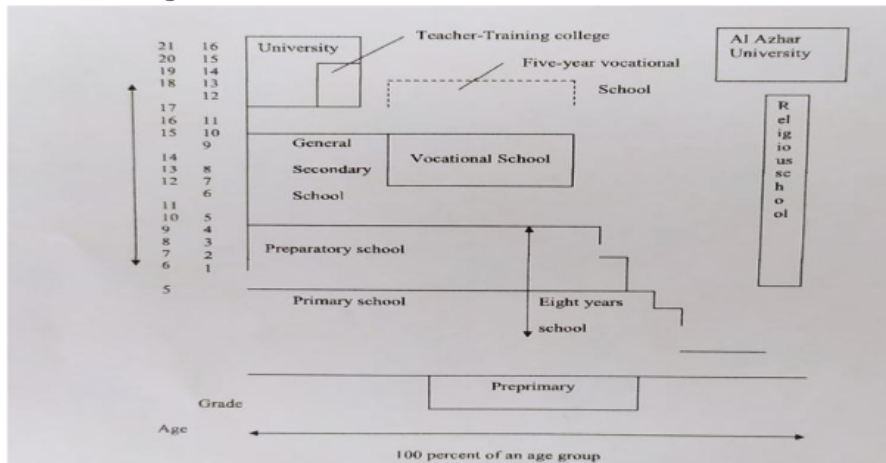 21 16 University Teacher-Training college Al Azhar
20 15 Five-year vocational University
19 14
18 13 School
12
17 R
16 11 el
15 10 General ig
9 Vocational School io
14 Secondary us
13 8 sc
12 7 School h
6 o
11 ol
10 5
9 4
8 3 Preparatory school
7 2
6 1
5 Primary school Eight years
school
Preprimary
Grade
Age
100 percent of an age group